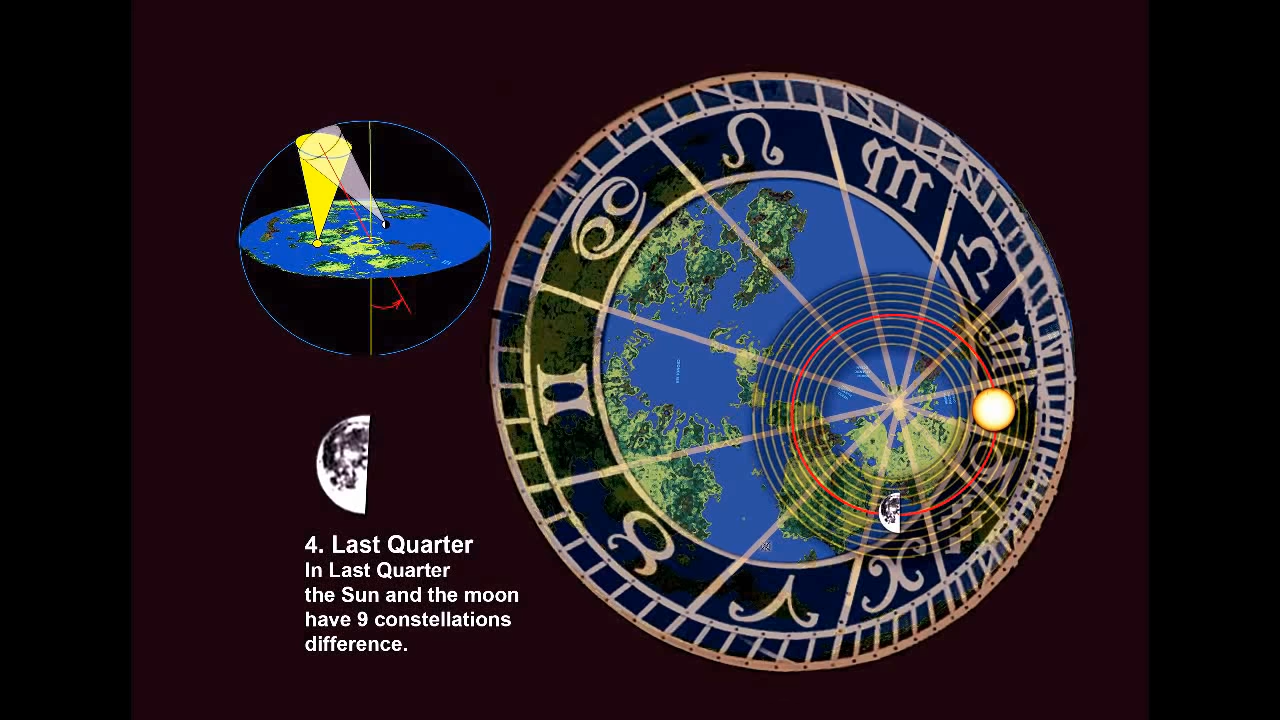 4. Last Quarter
In Last Quarter
the Sun and the moon
have 9 constellations
difference.